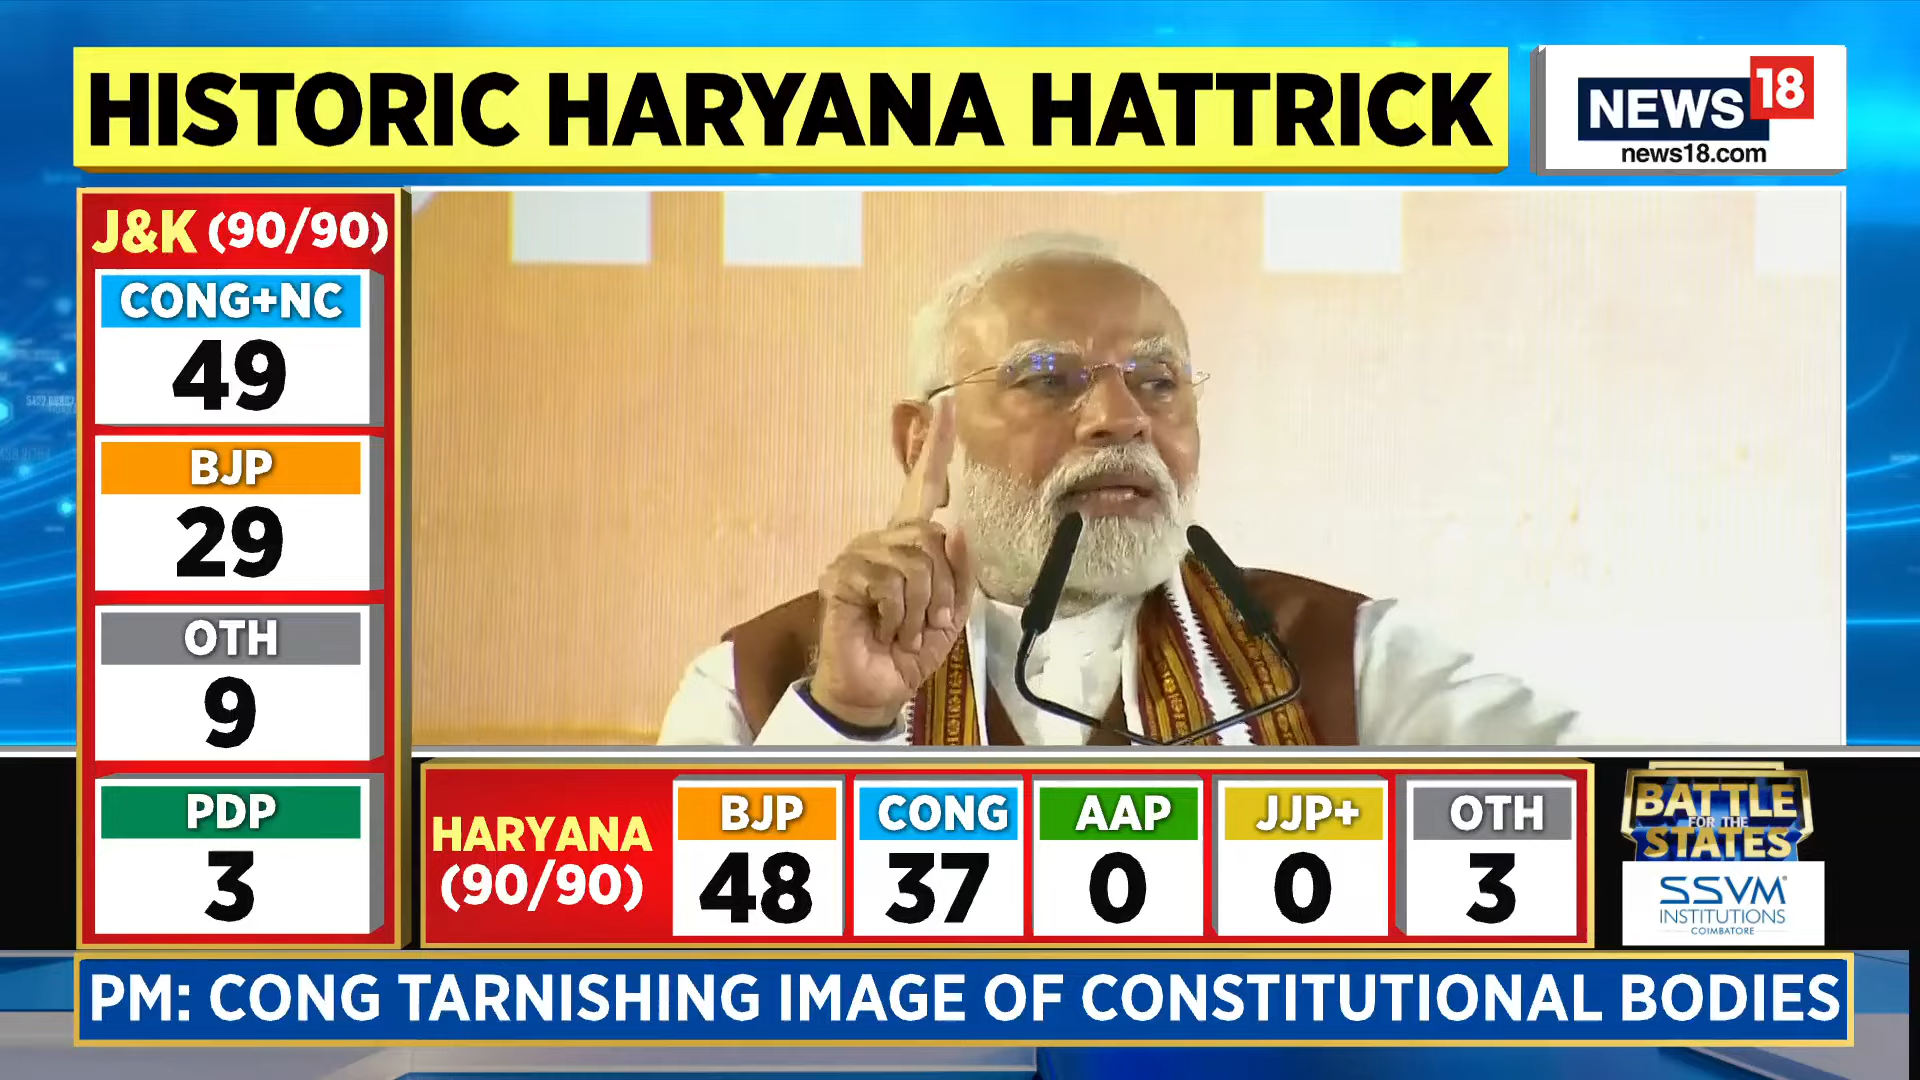 HISTORIC HARYANA HATTRICK
NEWS 18
news18.com
J&K (90/90)
CONG+NC
49
BJP
29
OTH
9
PDP
3
HARYANA
(90/90)
BJP
48
CONG
37
AAP
0
JJP+
0
OTH
3
BATTLE
FOR THE
STATES
SSVM
INSTITUTIONS
COIMBATORE
PM: CONG TARNISHING IMAGE OF CONSTITUTIONAL BODIES